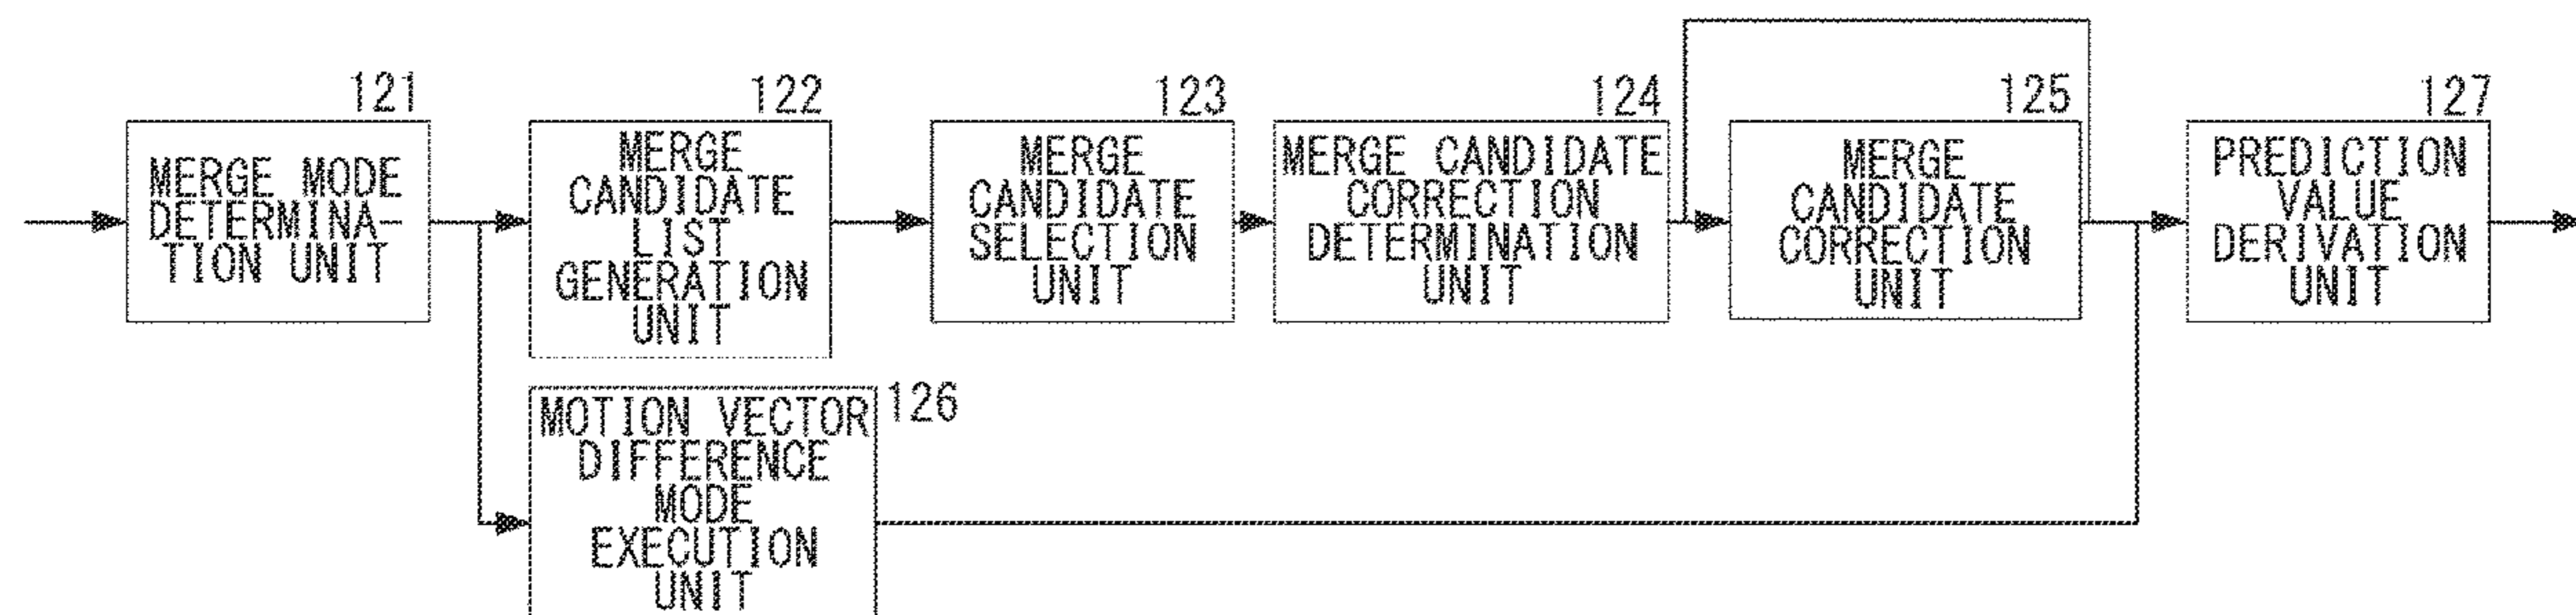 121
MERGE MODE
DETERMINA-
TION UNIT
122
MERGE
CANDIDATE
LIST
GENERATION
UNIT
123
MERGE
CANDIDATE
SELECTION
UNIT
124
MERGE CANDIDATE
CORRECTION
DETERMINATION
UNIT
125
MERGE
CANDIDATE
CORRECTION
UNIT
127
PREDICTION
VALUE
DERIVATION
UNIT
126
MOTION VECTOR
DIFFERENCE
MODE
EXECUTION
UNIT